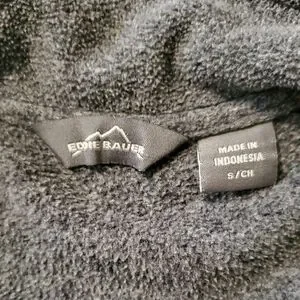 EDDIE BAUER
MADE IN
INDONESIA
S/CH